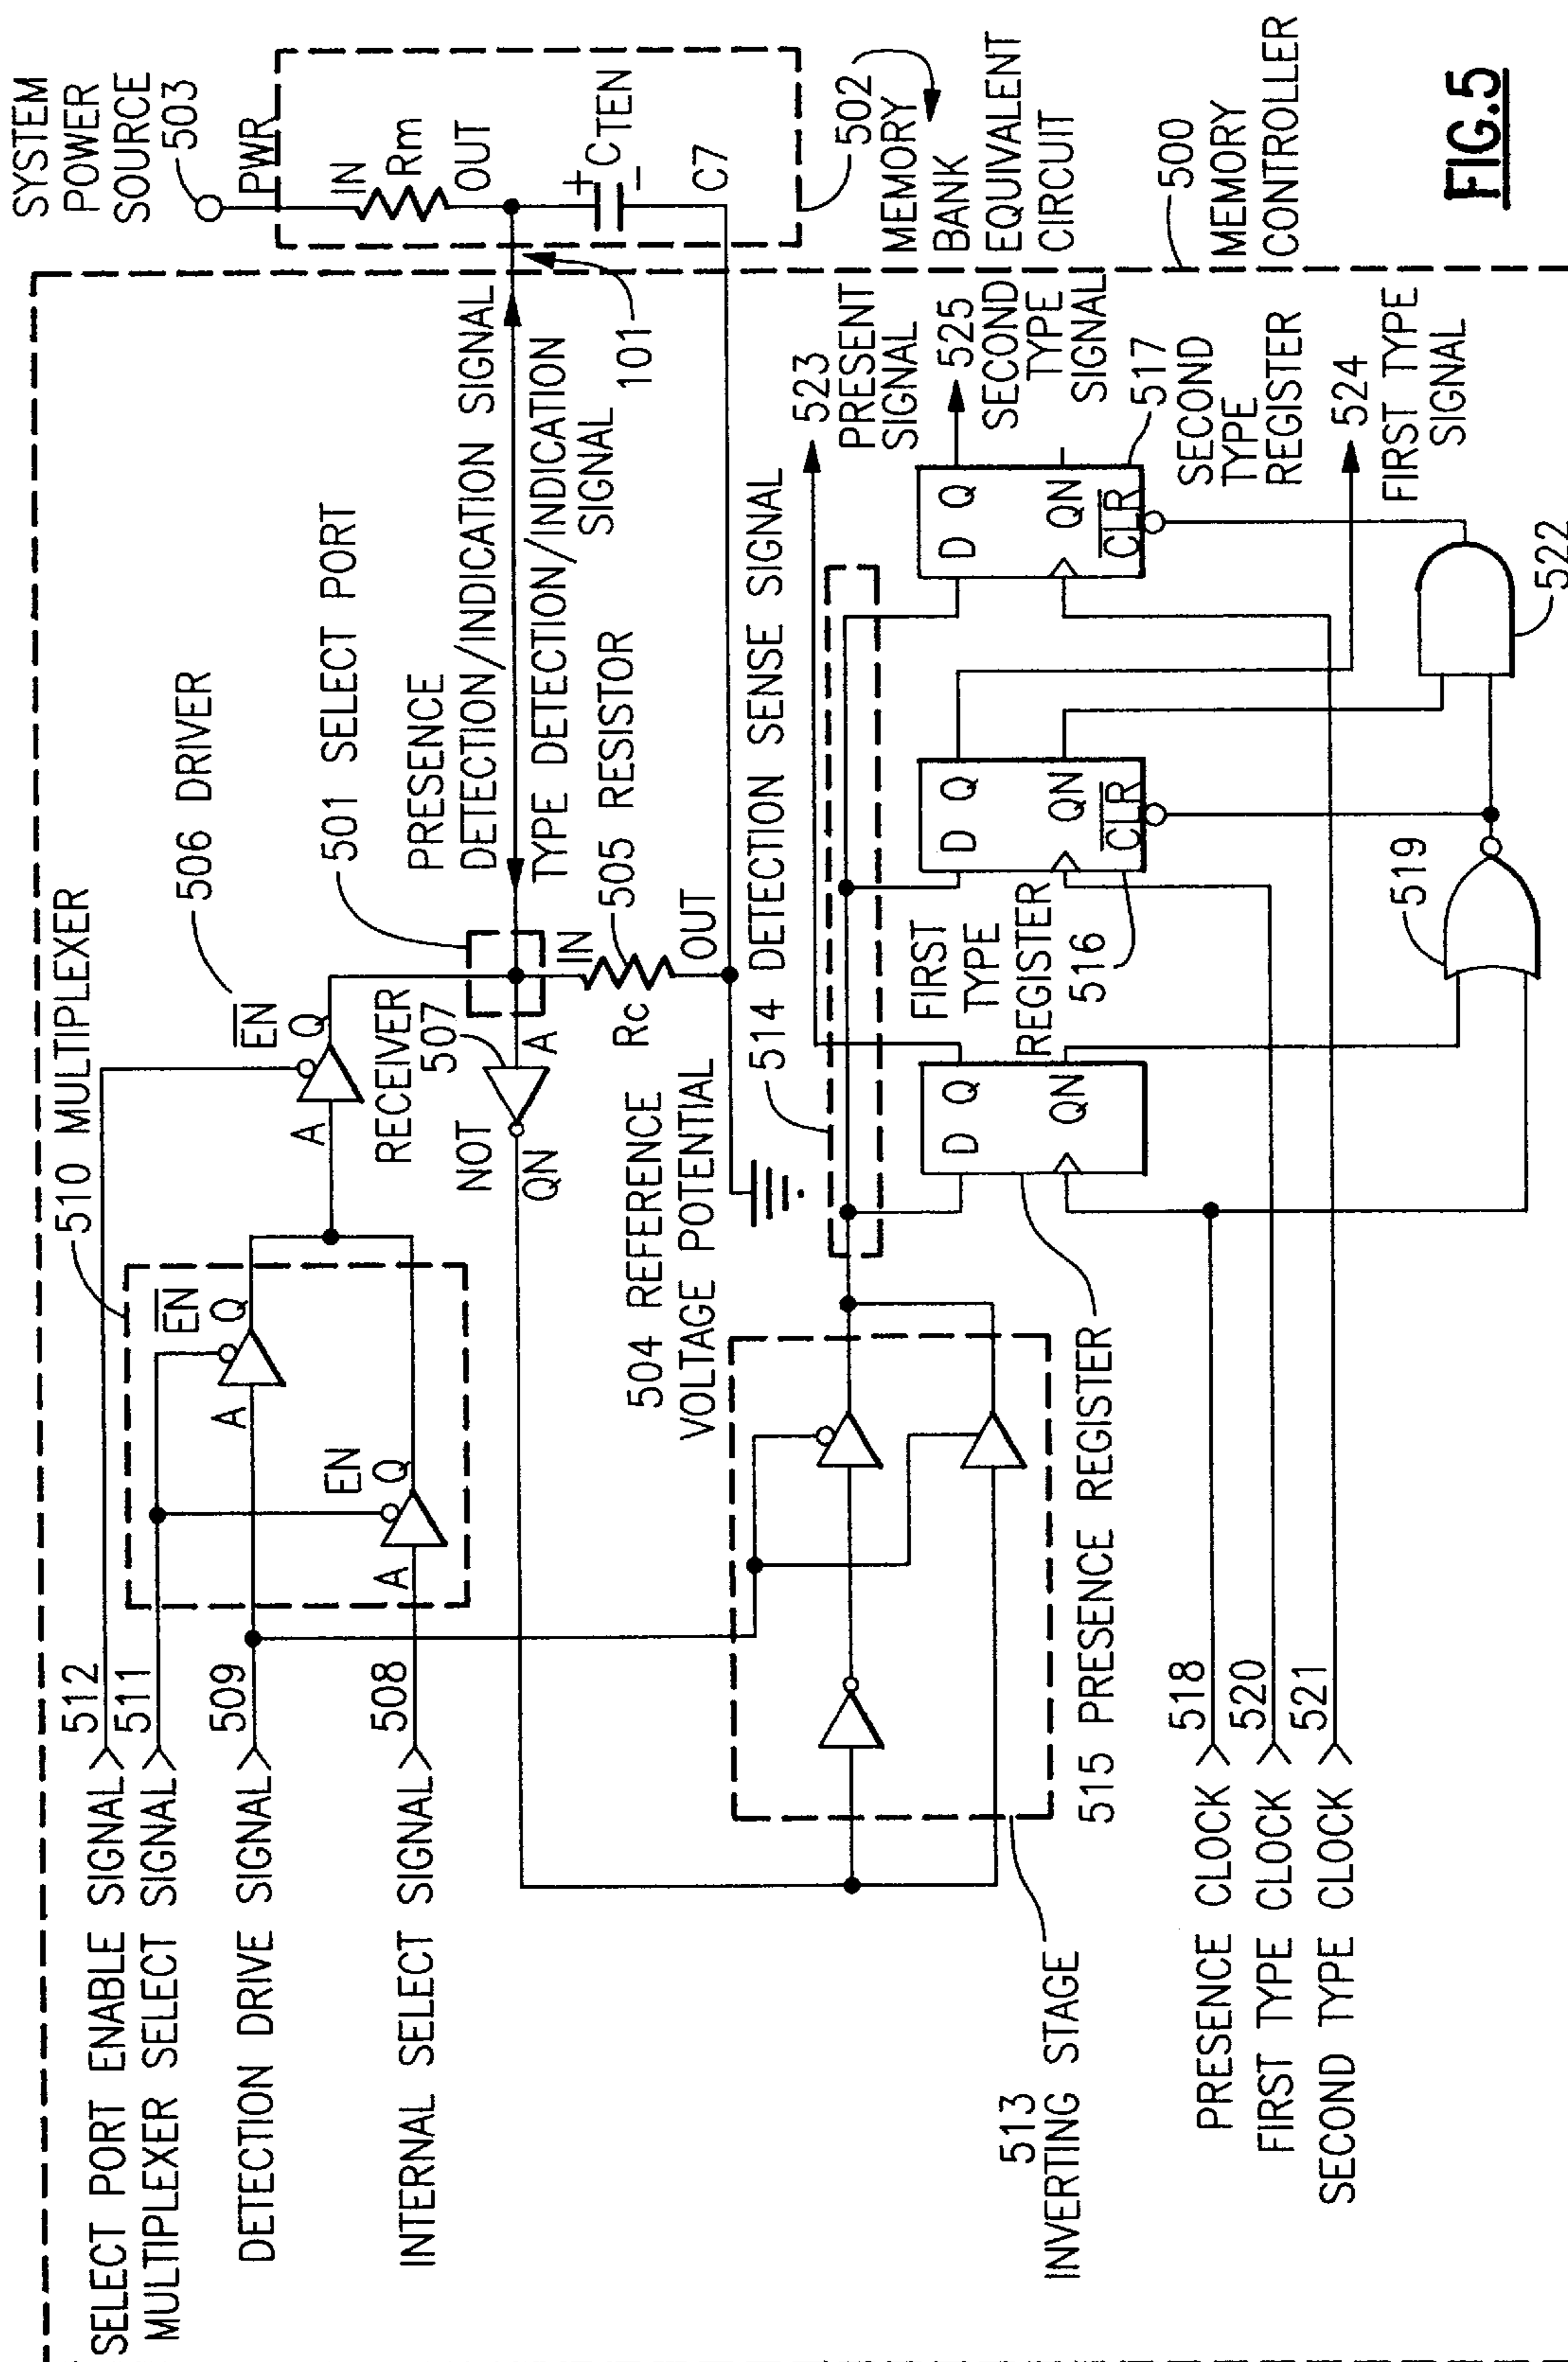 SYSTEM
POWER
SOURCE
503
PWR
IN
Rm
OUT
+
CTEN
−
C7
502
MEMORY
BANK
EQUIVALENT
CIRCUIT
500
MEMORY
CONTROLLER
FIG.5
510 MULTIPLEXER
506 DRIVER
501 SELECT PORT
PRESENCE
DETECTION/INDICATION SIGNAL
TYPE DETECTION/INDICATION
SIGNAL
101
505 RESISTOR
IN
Rc
OUT
SELECT PORT ENABLE SIGNAL
512
MULTIPLEXER SELECT SIGNAL
511
DETECTION DRIVE SIGNAL
509
INTERNAL SELECT SIGNAL
508
A
EN
Q
A
EN
Q
A
EN
Q
RECEIVER
507
A
NOT
QN
504 REFERENCE
VOLTAGE POTENTIAL
514 DETECTION SENSE SIGNAL
523
PRESENT
SIGNAL
525
SECOND
TYPE
SIGNAL
517
SECOND
TYPE
REGISTER
524
FIRST TYPE
SIGNAL
D Q
QN
FIRST
TYPE
REGISTER
516
D Q
QN
CLR
D Q
QN
CLR
519
522
513
INVERTING STAGE
515 PRESENCE REGISTER
PRESENCE CLOCK
518
FIRST TYPE CLOCK
520
SECOND TYPE CLOCK
521